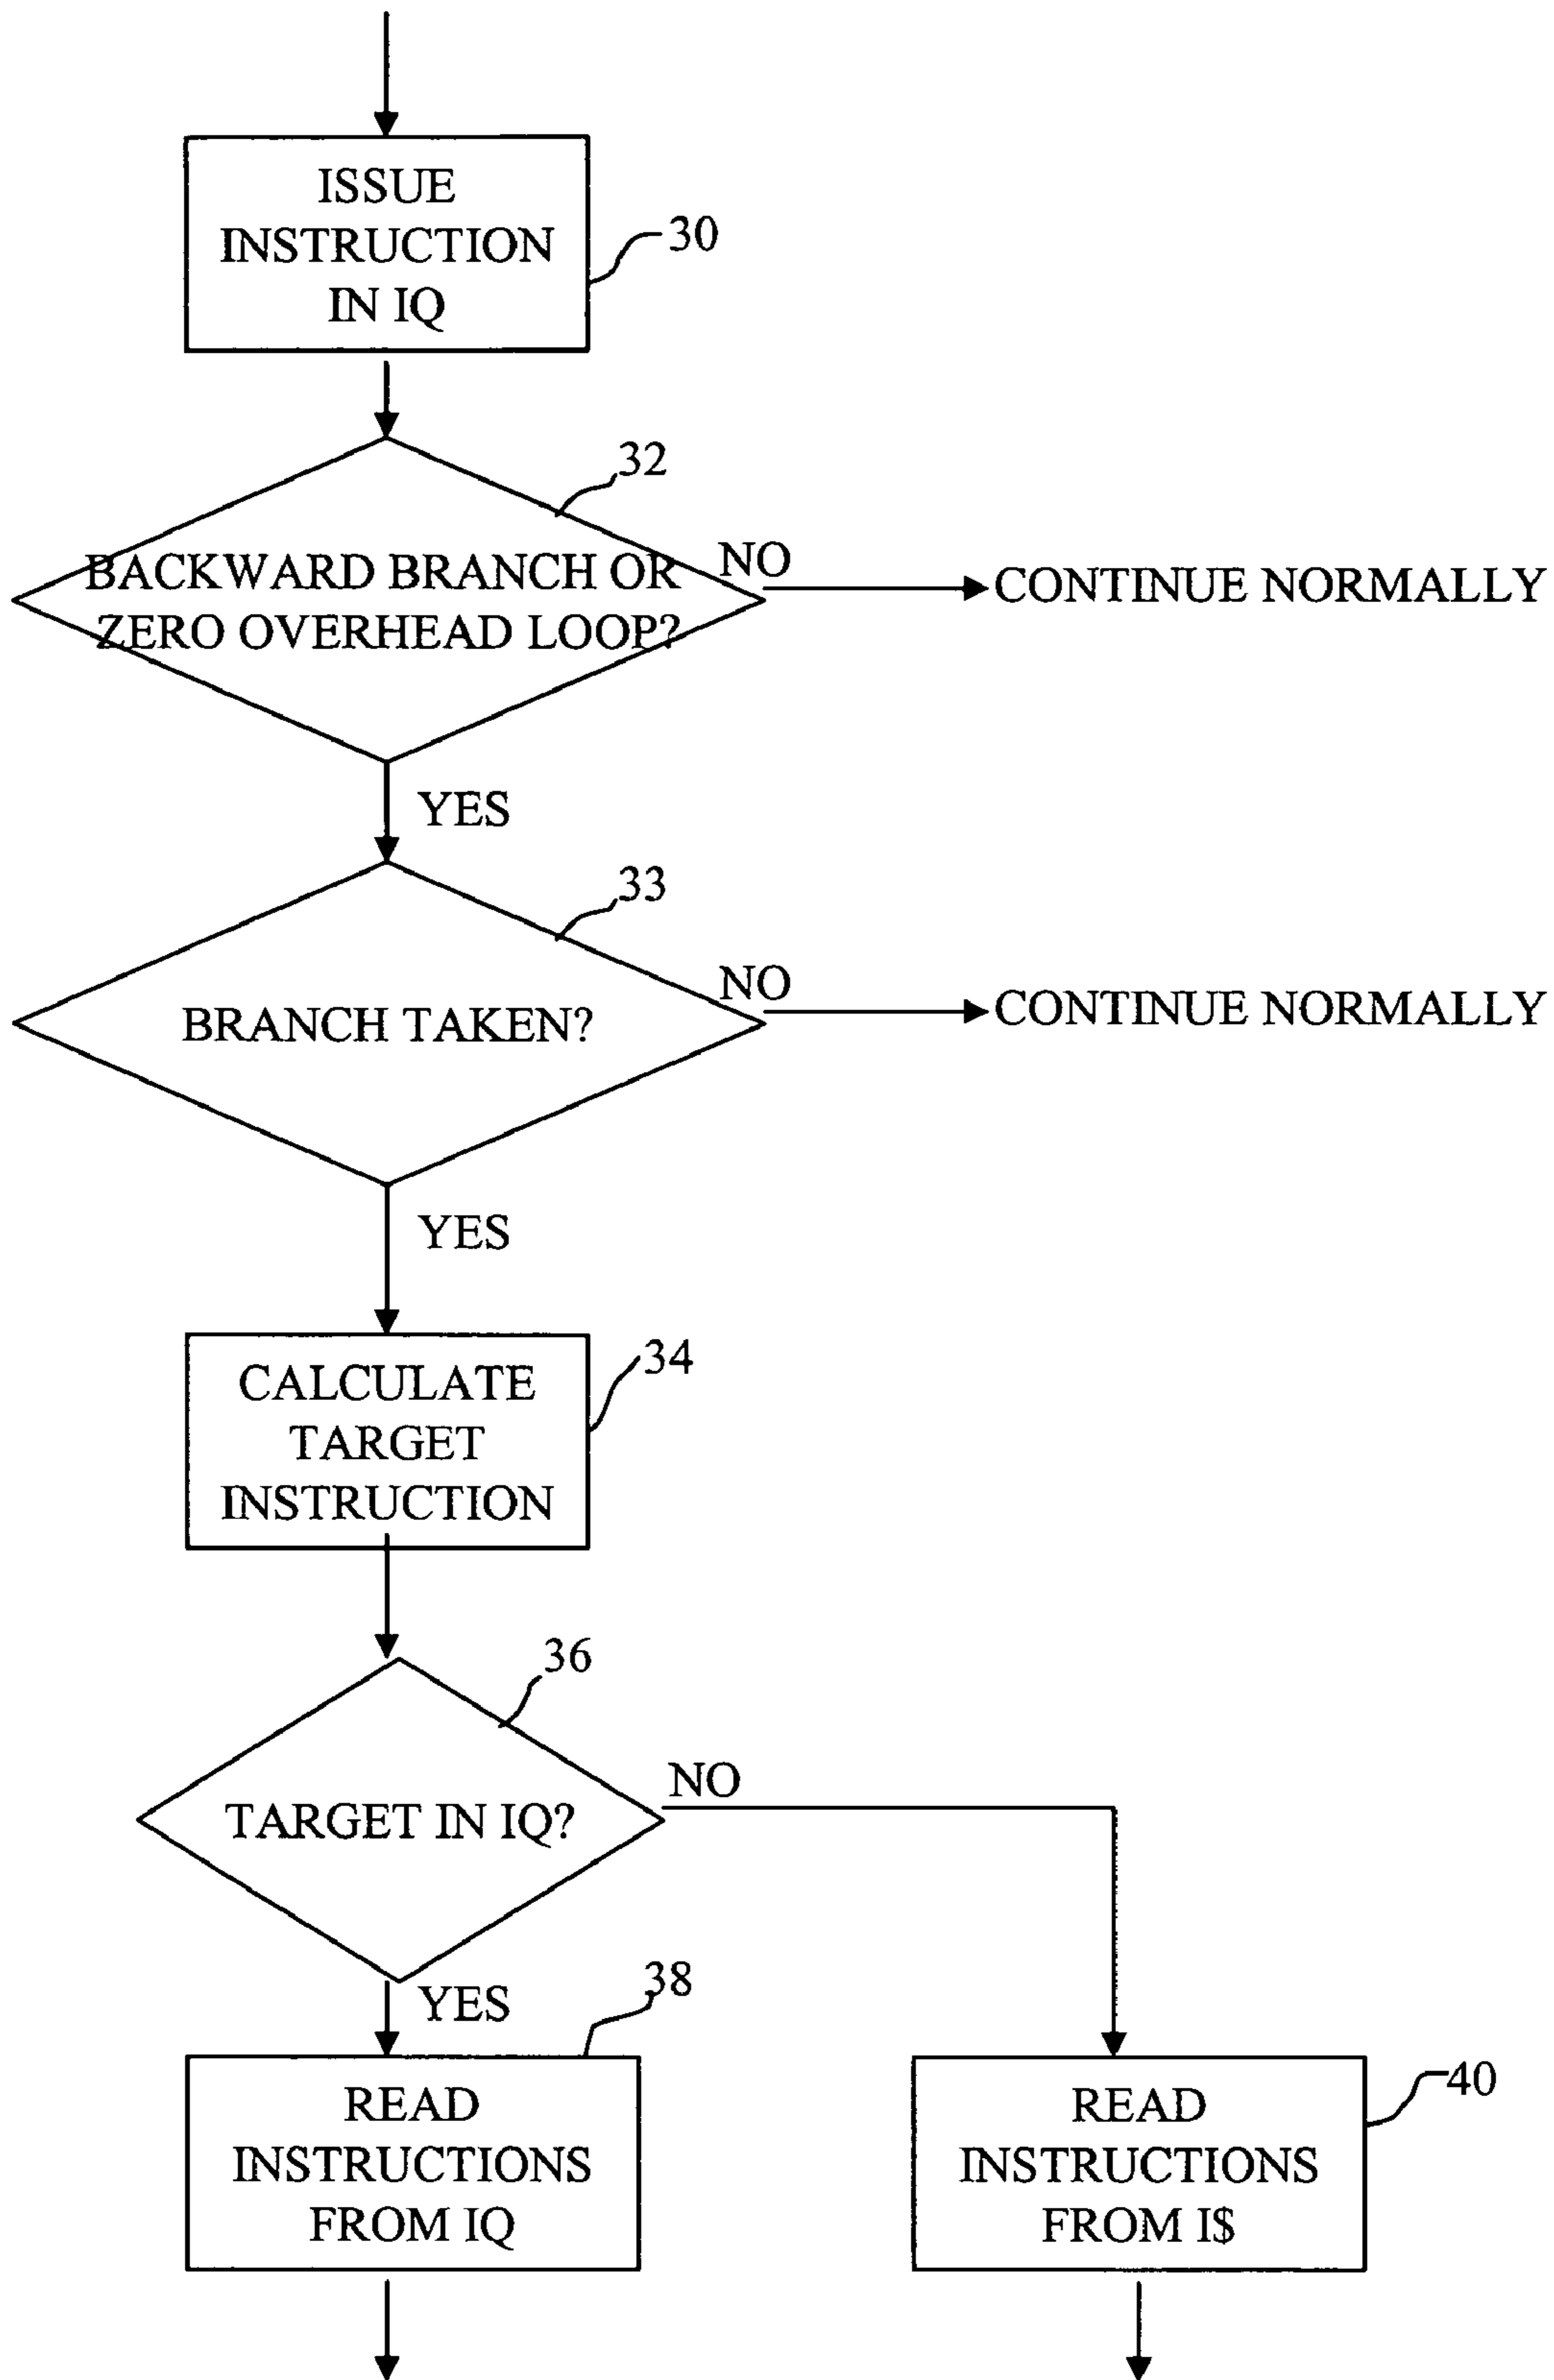 ISSUE
INSTRUCTION
IN IQ
30
32
BACKWARD BRANCH OR
ZERO OVERHEAD LOOP?
NO
CONTINUE NORMALLY
YES
33
BRANCH TAKEN?
NO
CONTINUE NORMALLY
YES
34
CALCULATE
TARGET
INSTRUCTION
36
TARGET IN IQ?
NO
YES
38
READ
INSTRUCTIONS
FROM IQ
40
READ
INSTRUCTIONS
FROM I$